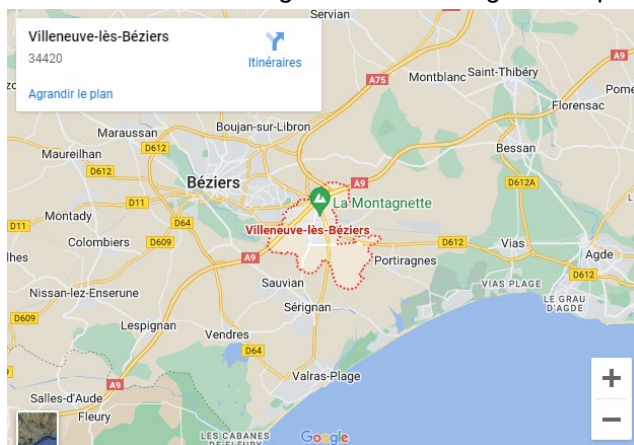 Servian
Villeneuve-lès-Béziers
34420
Itinéraires
Agrandir le plan
A9
A75
Montblanc
Saint-Thibéry
Florensac
Boujan-sur-Libron
Maraussan
D612
Maureilhan
D612
Bessan
Béziers
A9
D612A
La Montagnette
D11
Montady
D11
D64
Villeneuve-lès-Béziers
Colombiers
D609
D612
Vias
Agde
A9
Portiragnes
D612
Sauvian
VIAS PLAGE
Nissan-lez-Enserune
LE GRAU
D'AGDE
Sérignan
D609
Lespignan
Vendres
D64
Valras-Plage
A9
Salles-d'Aude
Fleury
LES CABANES
DE FLEURY
Google
+
−